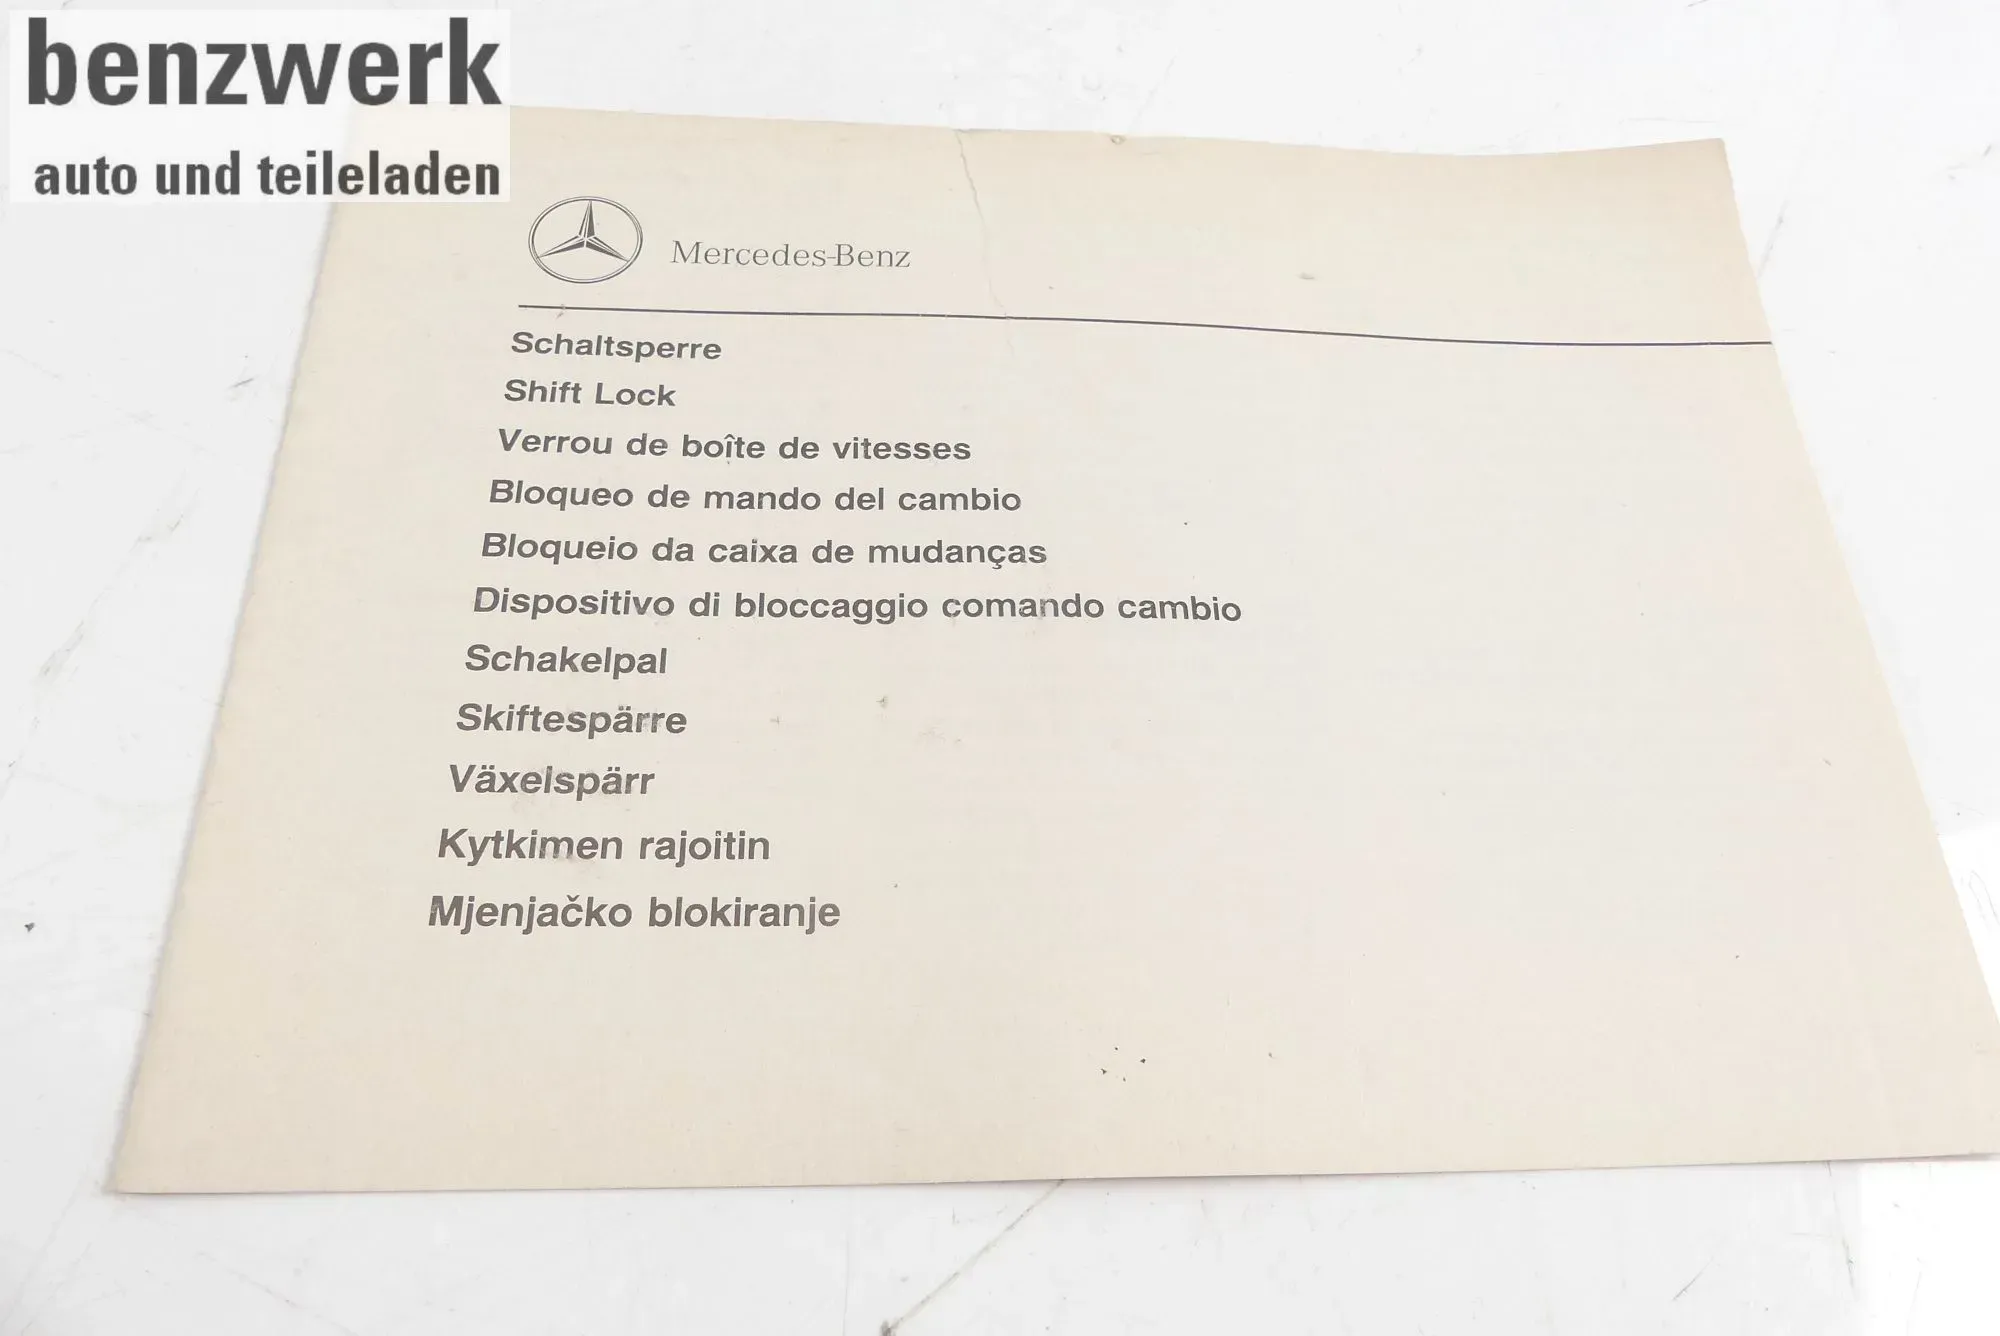 benzwerk
auto und teileladen
Mercedes-Benz
Schaltsperre
Shift Lock
Verrou de boîte de vitesses
Bloqueo de mando del cambio
Bloqueio da caixa de mudanças
Dispositivo di bloccaggio comando cambio
Schakelpal
Skiftespärre
Växelspärr
Kytkimen rajoitin
Mjenjačko blokiranje